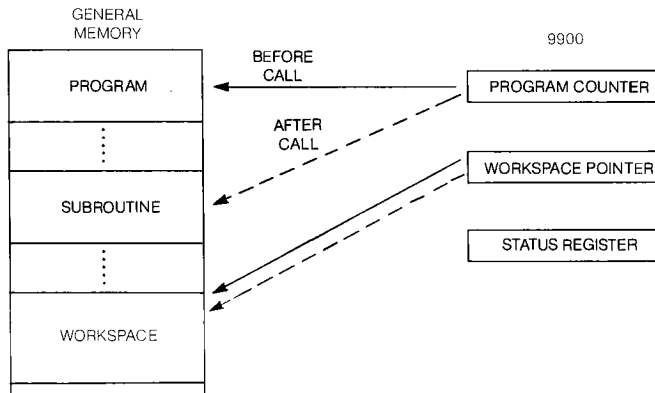 GENERAL
MEMORY
9900
BEFORE
CALL
PROGRAM
PROGRAM COUNTER
AFTER
CALL
WORKSPACE POINTER
SUBROUTINE
STATUS REGISTER
WORKSPACE